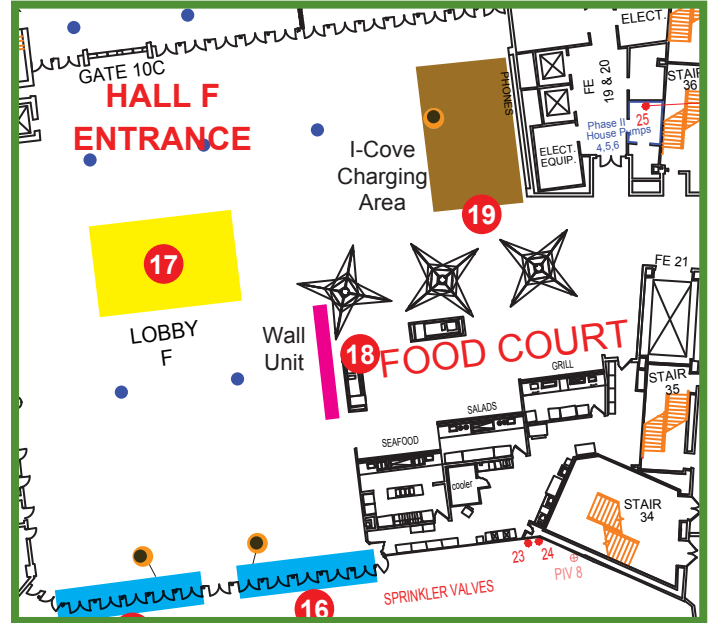 ELECT.
GATE 10C
HALL F
ENTRANCE
PHONES
FE
19 & 20
STAIR
36
25
Phase II
House Pumps
4,5,6
I-Cove
Charging
Area
ELECT.
EQUIP.
19
17
FE 21
LOBBY
F
Wall
Unit
18
FOOD COURT
GRILL
STAIR
35
SALADS
SEAFOOD
cooler
STAIR
34
23
24
PIV 8
SPRINKLER VALVES
16